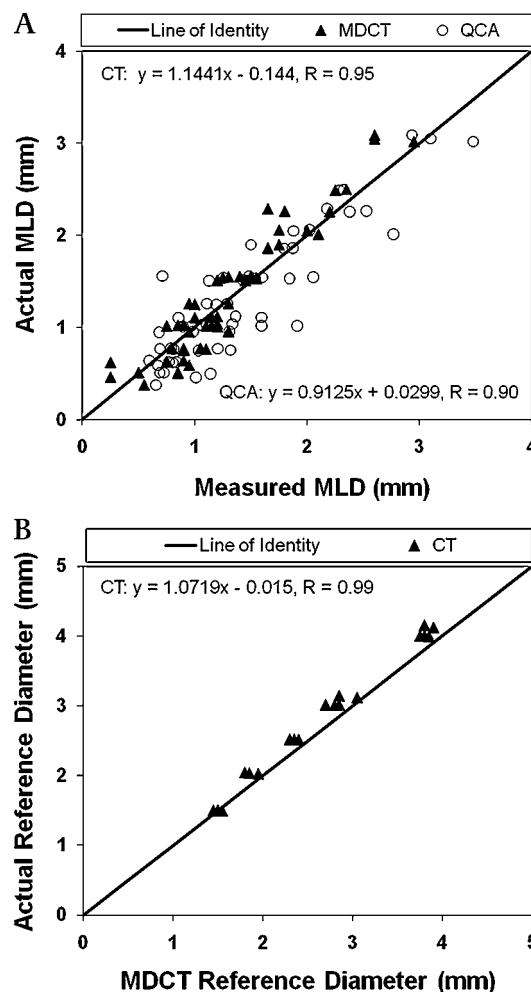 A
Line of Identity MDCT QCA
4
CT: y = 1.1441x - 0.144, R = 0.95
3
2
1
QCA: y = 0.9125x + 0.0299, R = 0.90
0
0 1 2 3 4
Actual MLD (mm)
Measured MLD (mm)
B
Line of Identity CT
5
CT: y = 1.0719x - 0.015, R = 0.99
4
3
2
1
0
0 1 2 3 4 5
Actual Reference Diameter (mm)
MDCT Reference Diameter (mm)